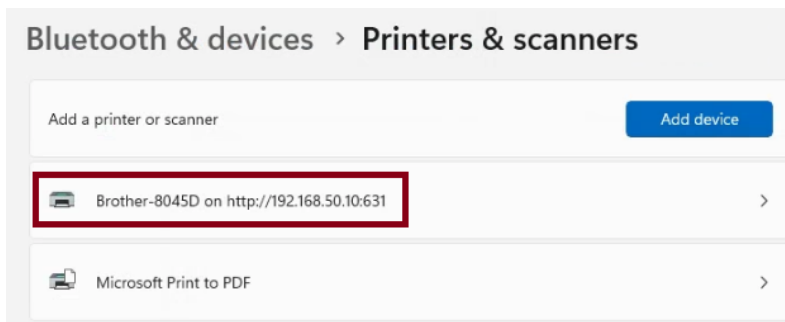 Bluetooth & devices > Printers & scanners
Add a printer or scanner
Add device
Brother-8045D on http://192.168.50.10:631
Microsoft Print to PDF